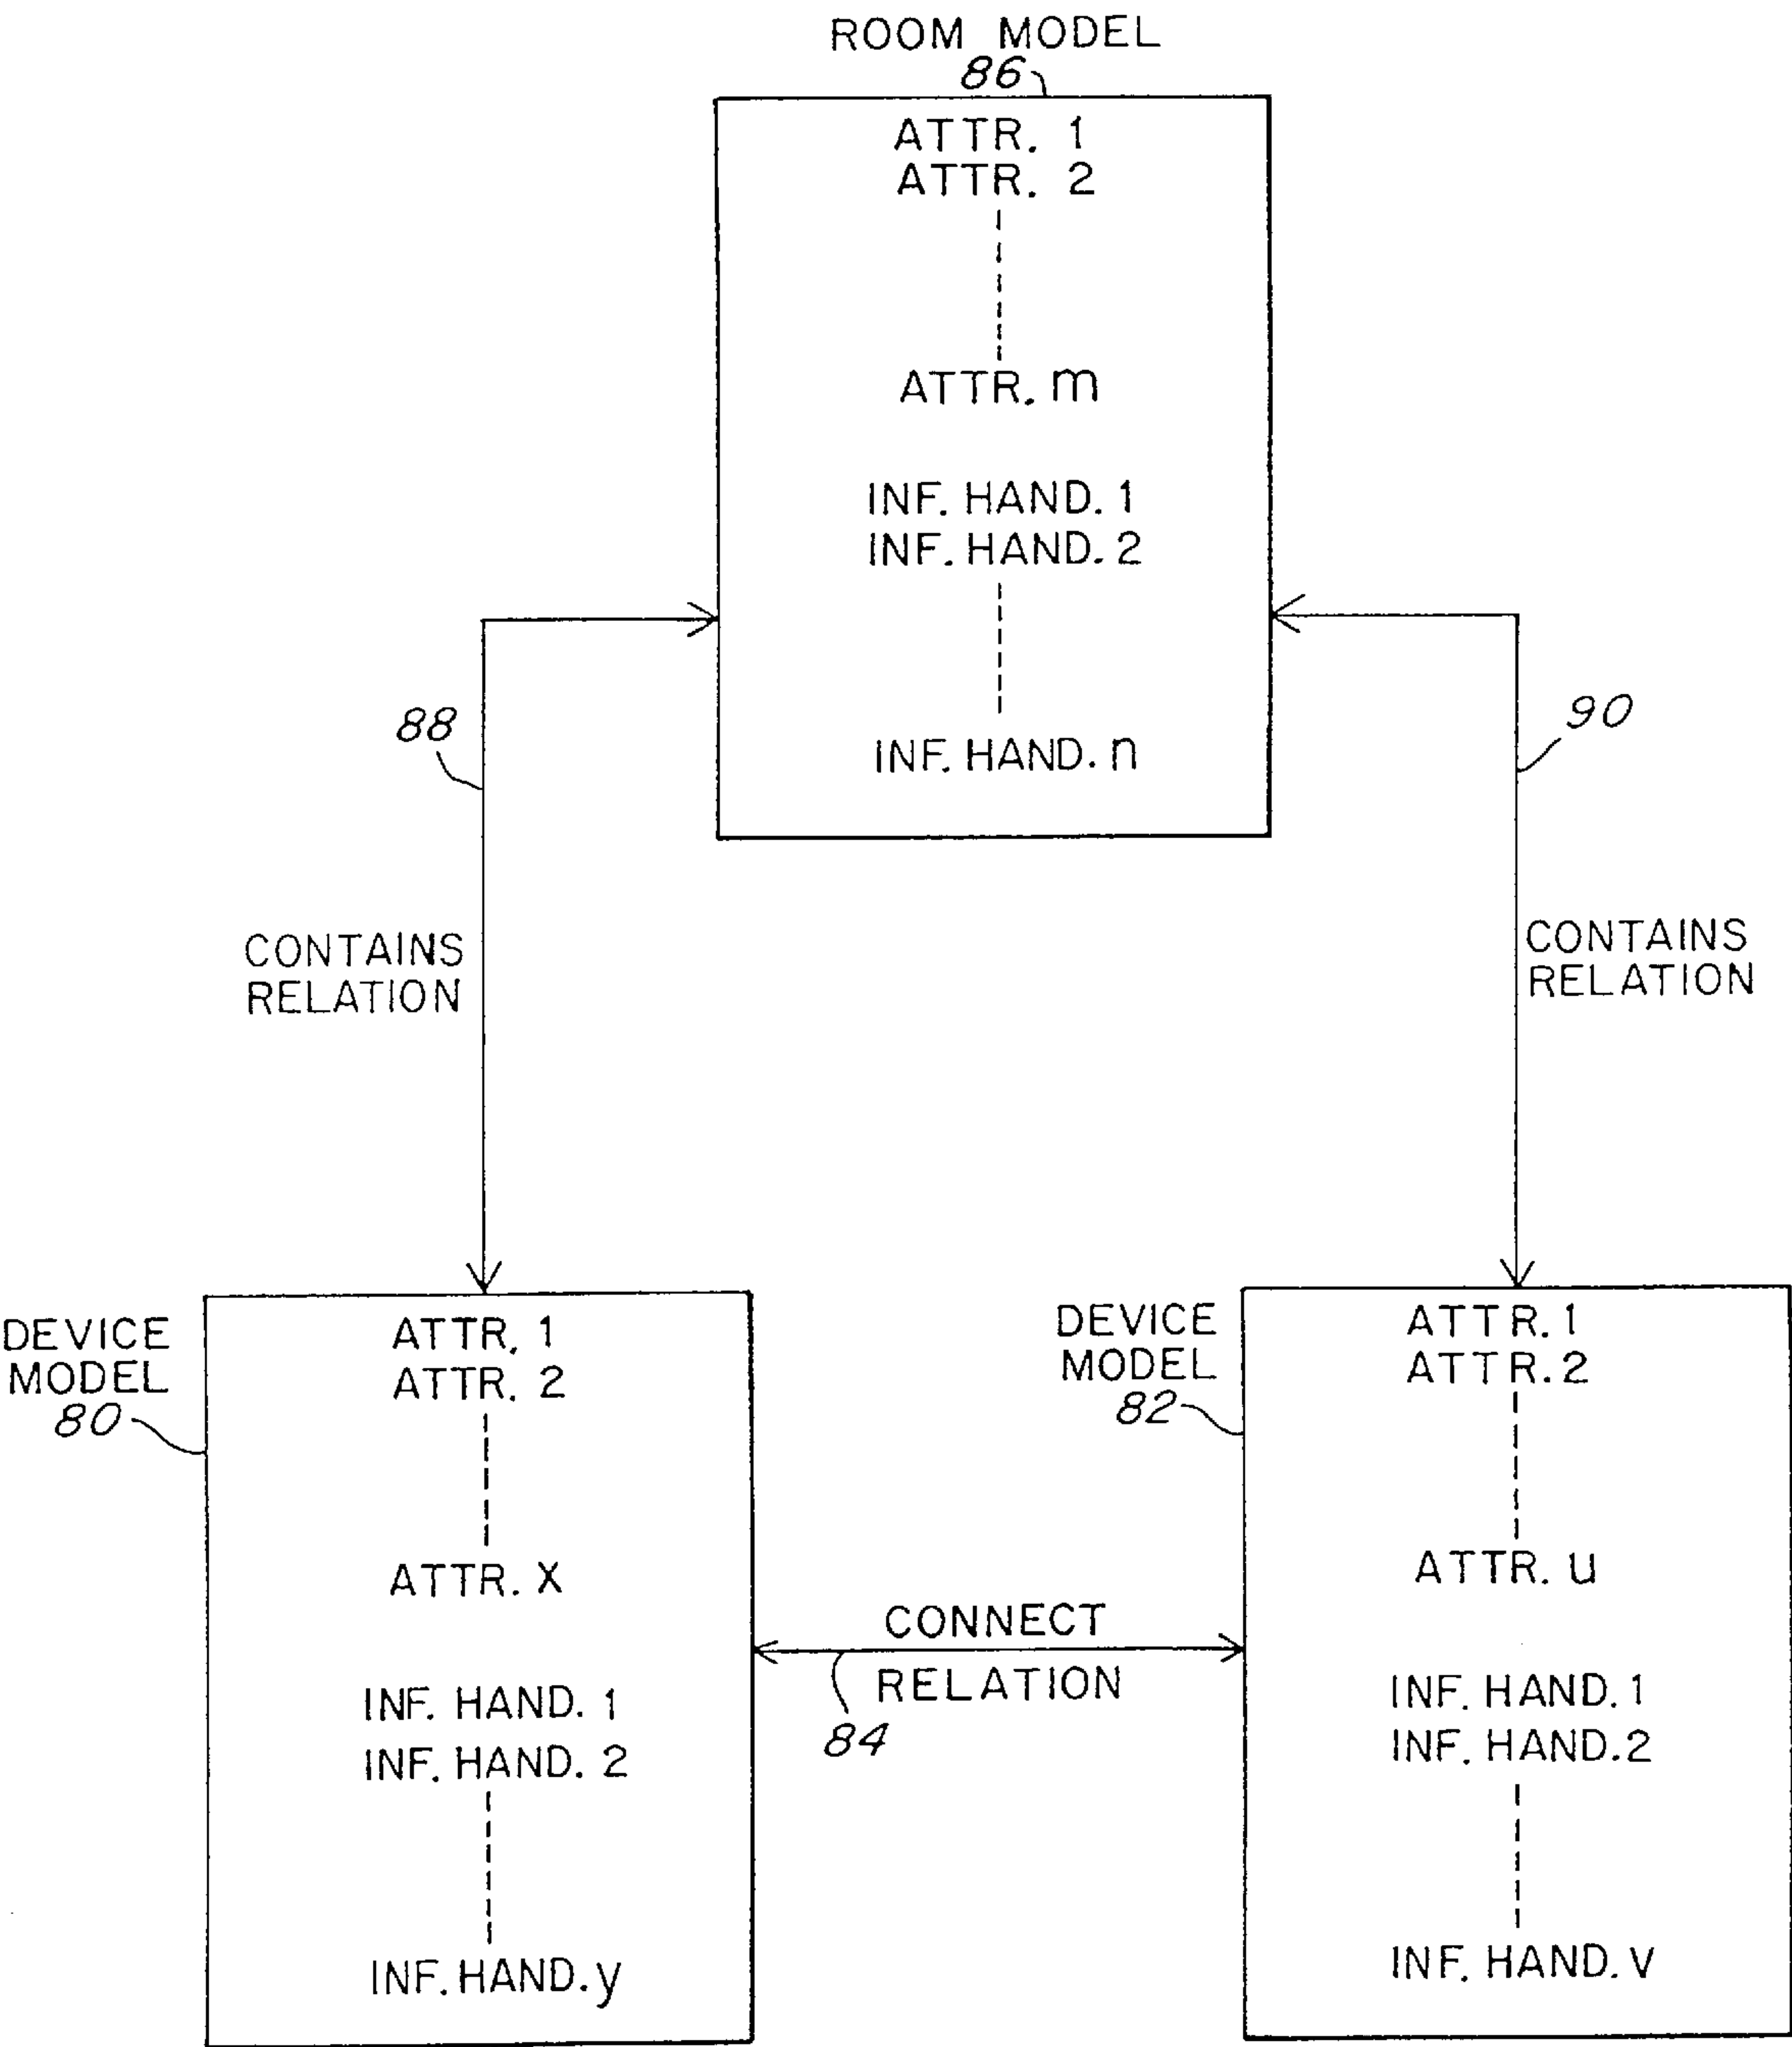 ROOM MODEL
86
ATTR. 1
ATTR. 2
ATTR. m
INF. HAND. 1
INF. HAND. 2
INF. HAND. n
88
90
CONTAINS
RELATION
CONTAINS
RELATION
DEVICE
MODEL
80
ATTR. 1
ATTR. 2
ATTR. x
INF. HAND. 1
INF. HAND. 2
INF. HAND. y
CONNECT
RELATION
84
DEVICE
MODEL
82
ATTR. 1
ATTR. 2
ATTR. u
INF. HAND. 1
INF. HAND. 2
INF. HAND. v